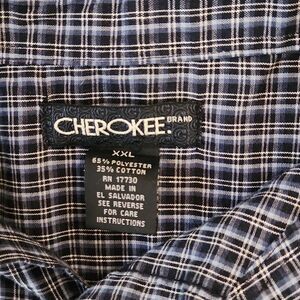 CHEROKEE. BRAND
XXL
65% POLYESTER
35% COTTON
RN 17730
MADE IN
EL SALVADOR
SEE REVERSE
FOR CARE
INSTRUCTIONS